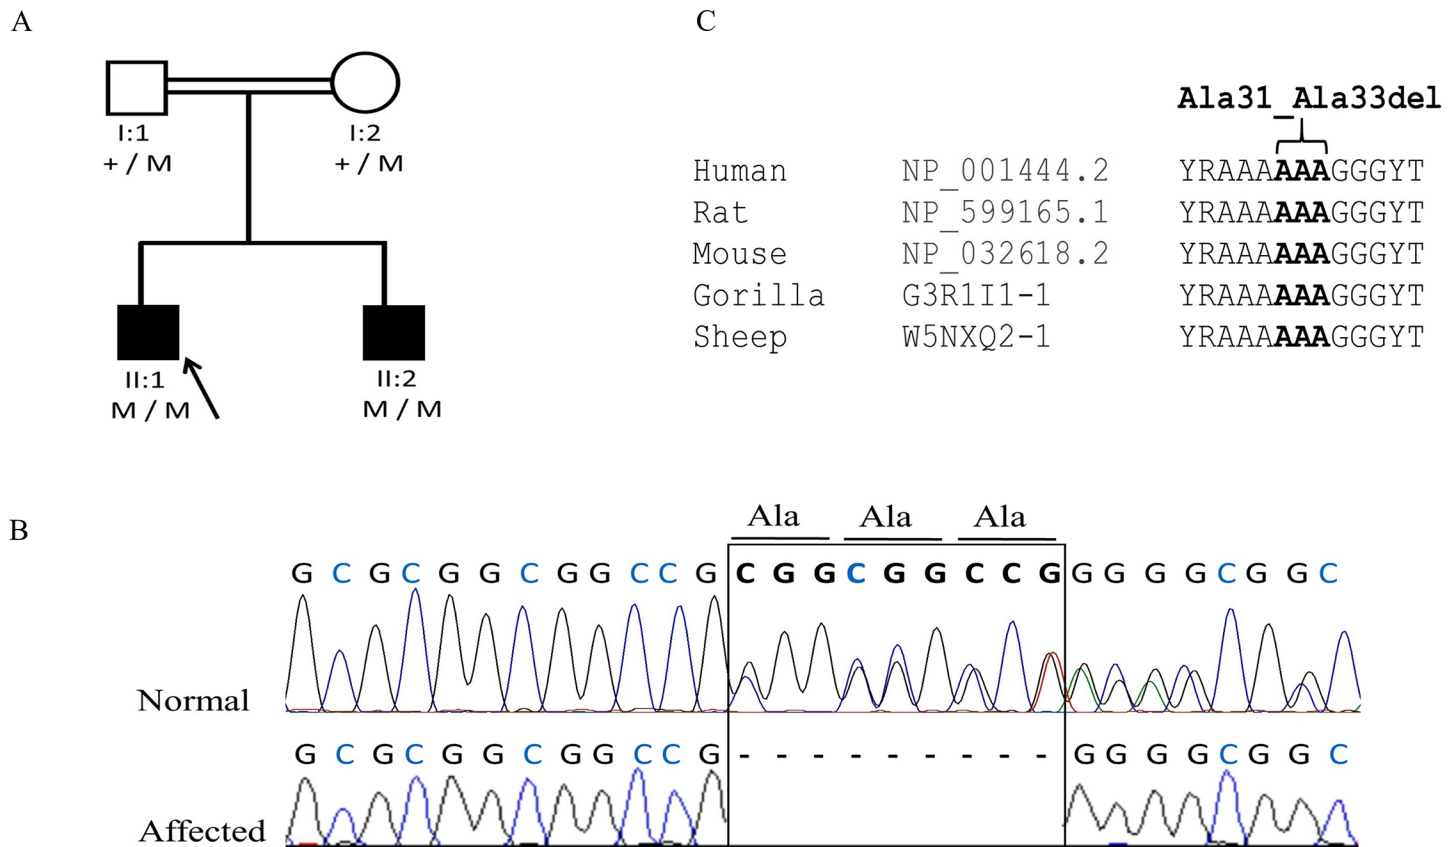 A
I:1
+ / M
I:2
+ / M
II:1
M / M
II:2
M / M
C
Ala31_Ala33del
Human NP_001444.2 YRAAAAAAGGGYT
Rat NP_599165.1 YRAAAAAAGGGYT
Mouse NP_032618.2 YRAAAAAAGGGYT
Gorilla G3R1I1-1 YRAAAAAAGGGYT
Sheep W5NXQ2-1 YRAAAAAAGGGYT
B
Ala Ala Ala
G C G C G G C G G C C G C G G C G G C C G G G G G C G G C
Normal
G C G C G G C G G C C G - - - - - - - - - G G G G C G G C
Affected